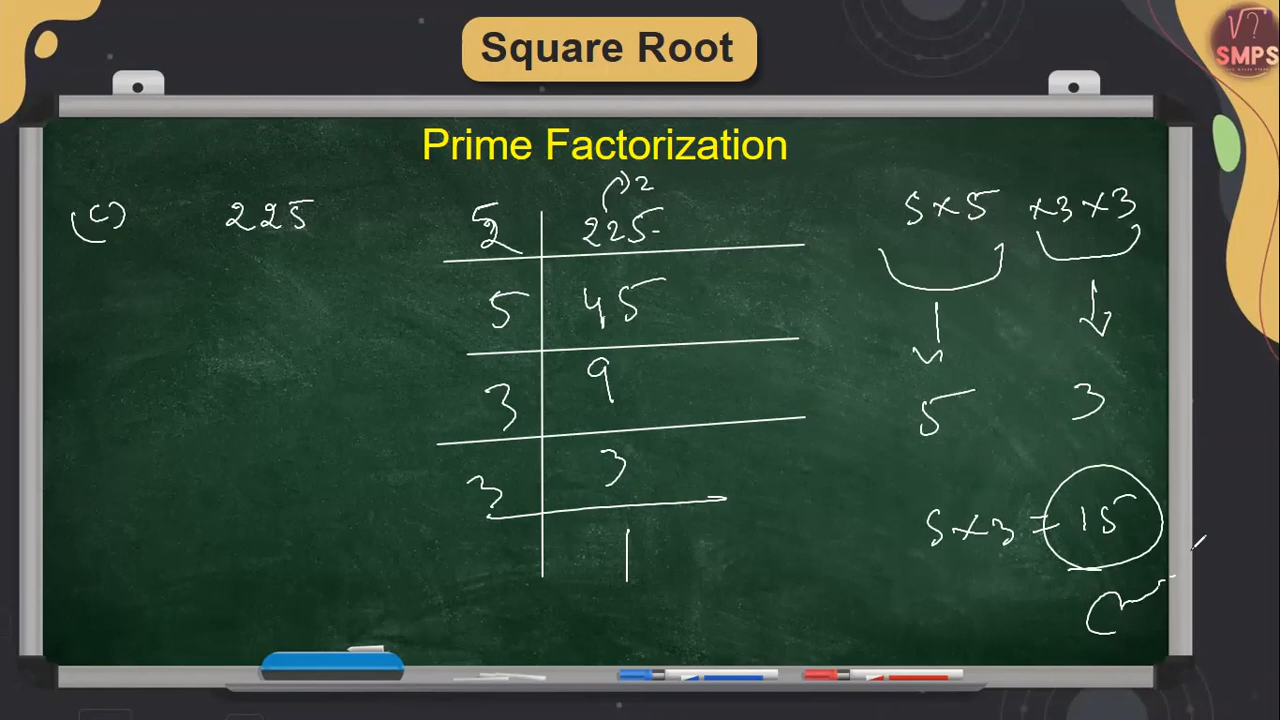 Square Root
√?
SMPS
Prime Factorization
(c) 225
5 225 2
5 45
3 9
3 3
1
5 × 5 × 3 × 3
5 3
5 × 3 = 15